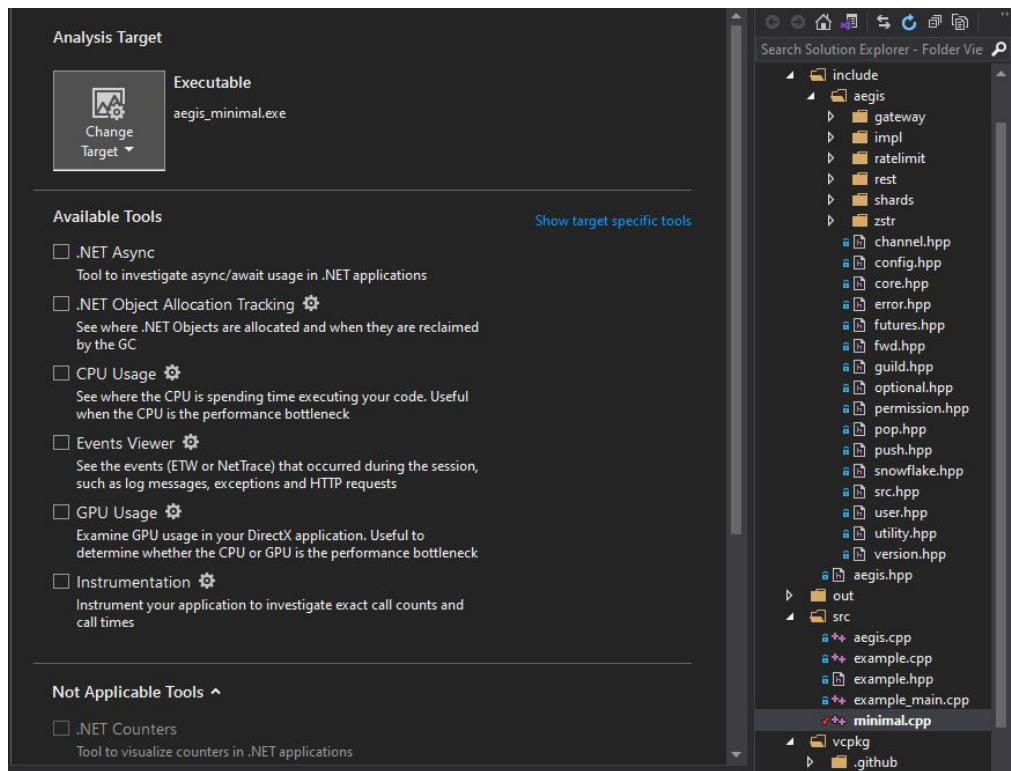 Analysis Target
Executable
aegis_minimal.exe
Change
Target
Available Tools
Show target specific tools
.NET Async
Tool to investigate async/await usage in .NET applications
.NET Object Allocation Tracking
See where .NET Objects are allocated and when they are reclaimed
by the GC
CPU Usage
See where the CPU is spending time executing your code. Useful
when the CPU is the performance bottleneck
Events Viewer
See the events (ETW or NetTrace) that occurred during the session,
such as log messages, exceptions and HTTP requests
GPU Usage
Examine GPU usage in your DirectX application. Useful to
determine whether the CPU or GPU is the performance bottleneck
Instrumentation
Instrument your application to investigate exact call counts and
call times
Not Applicable Tools
.NET Counters
Tool to visualize counters in .NET applications
Search Solution Explorer - Folder Vie
include
aegis
gateway
impl
ratelimit
rest
shards
zstr
channel.hpp
config.hpp
core.hpp
error.hpp
futures.hpp
fwd.hpp
guild.hpp
optional.hpp
permission.hpp
pop.hpp
push.hpp
snowflake.hpp
src.hpp
user.hpp
utility.hpp
version.hpp
aegis.hpp
out
src
aegis.cpp
example.cpp
example.hpp
example_main.cpp
minimal.cpp
vcpkg
.github